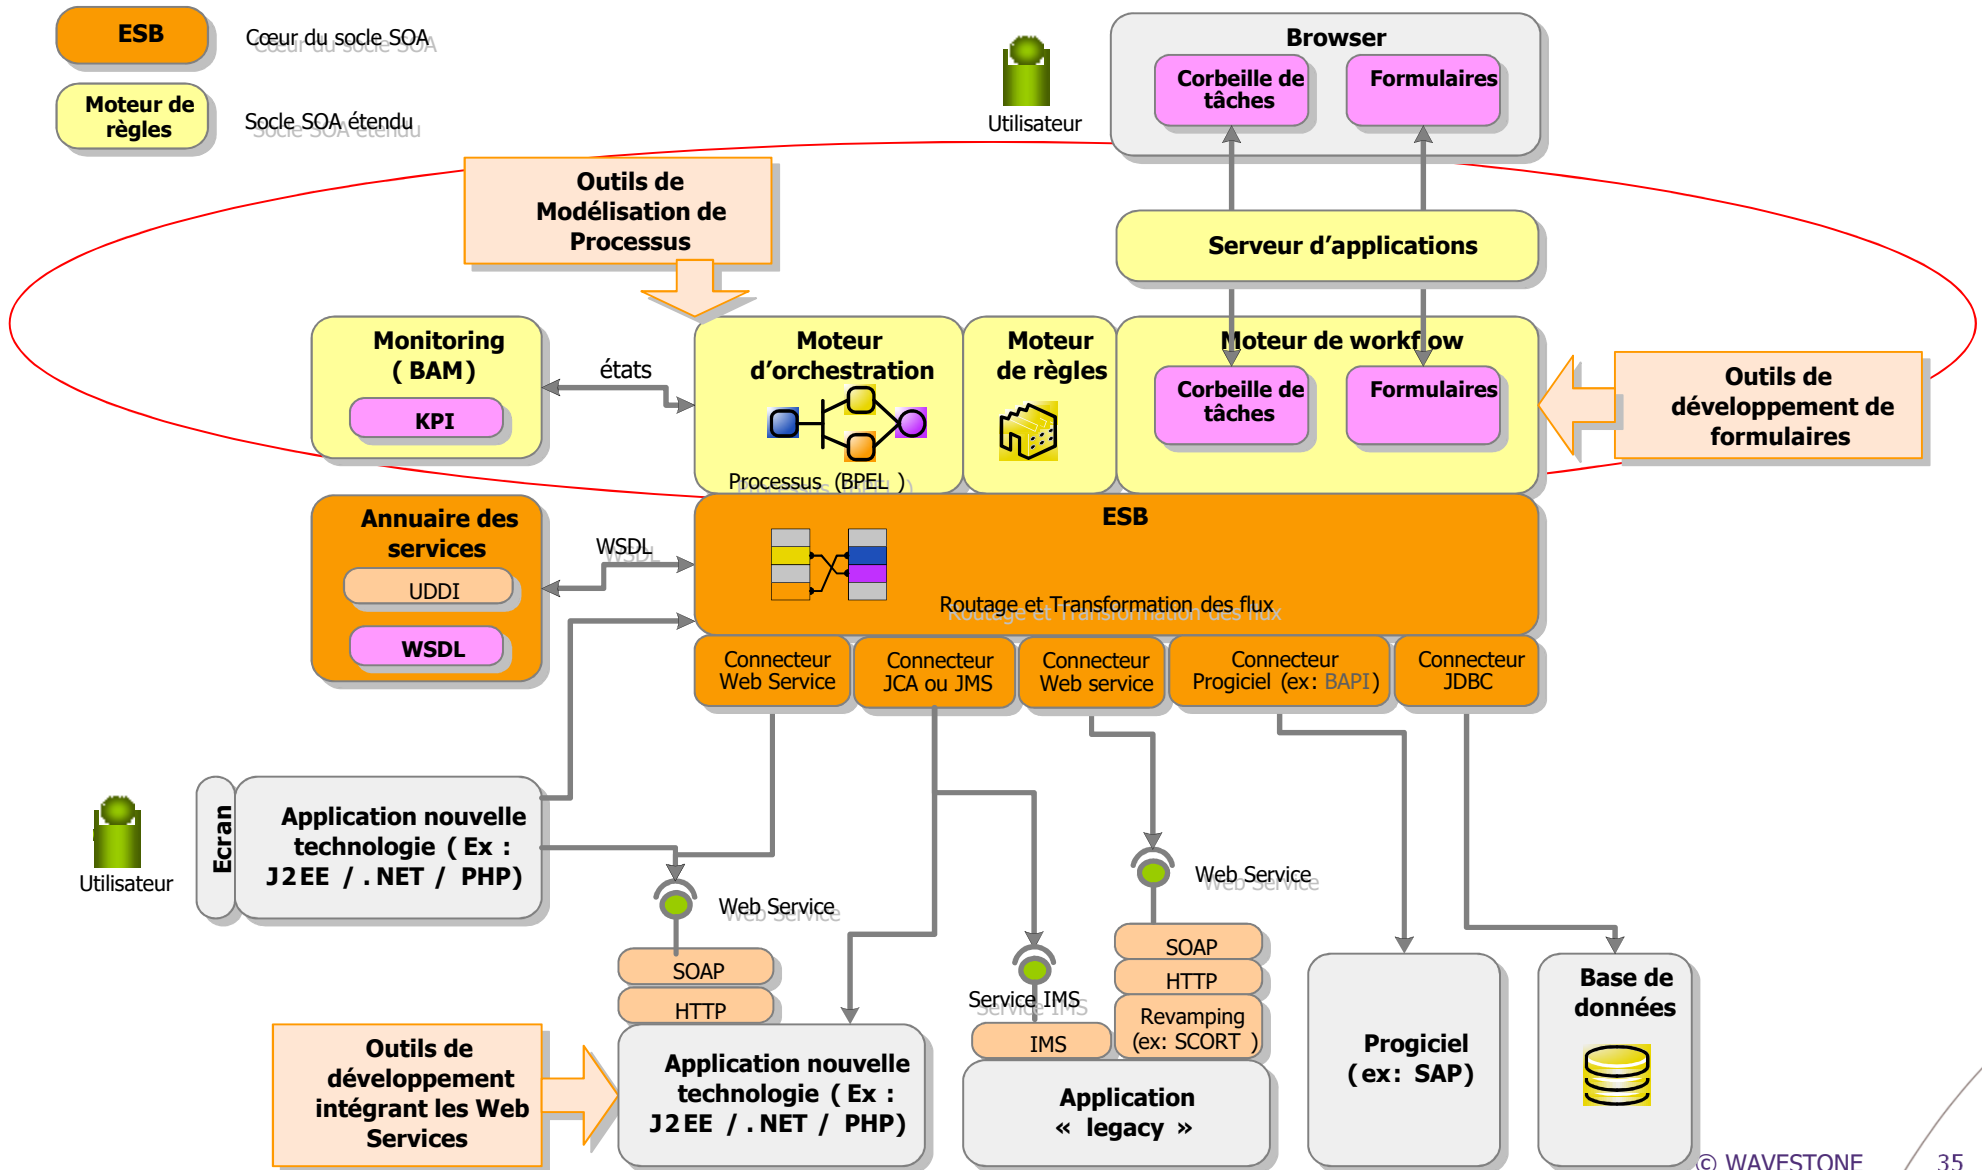 ESB
Cœur du socle SOA
Moteur de
règles
Socle SOA étendu
Utilisateur
Browser
Corbeille de
tâches
Formulaires
Outils de
Modélisation de
Processus
Serveur d'applications
Monitoring
( BAM)
KPI
états
Moteur
d'orchestration
Processus (BPEL )
Moteur
de règles
Moteur de workflow
Corbeille de
tâches
Formulaires
Outils de
développement de
formulaires
Annuaire des
services
UDDI
WSDL
WSDL
ESB
Routage et Transformation des flux
Connecteur
Web Service
Connecteur
JCA ou JMS
Connecteur
Web service
Connecteur
Progiciel (ex: BAPI)
Connecteur
JDBC
Utilisateur
Ecran
Application nouvelle
technologie ( Ex :
J2EE / . NET / PHP)
Web Service
SOAP
HTTP
Service IMS
IMS
Web Service
SOAP
HTTP
Revamping
(ex: SCORT )
Outils de
développement
intégrant les Web
Services
Application nouvelle
technologie ( Ex :
J2EE / . NET / PHP)
Application
« legacy »
Progiciel
(ex: SAP)
Base de
données
© WAVESTONE 35